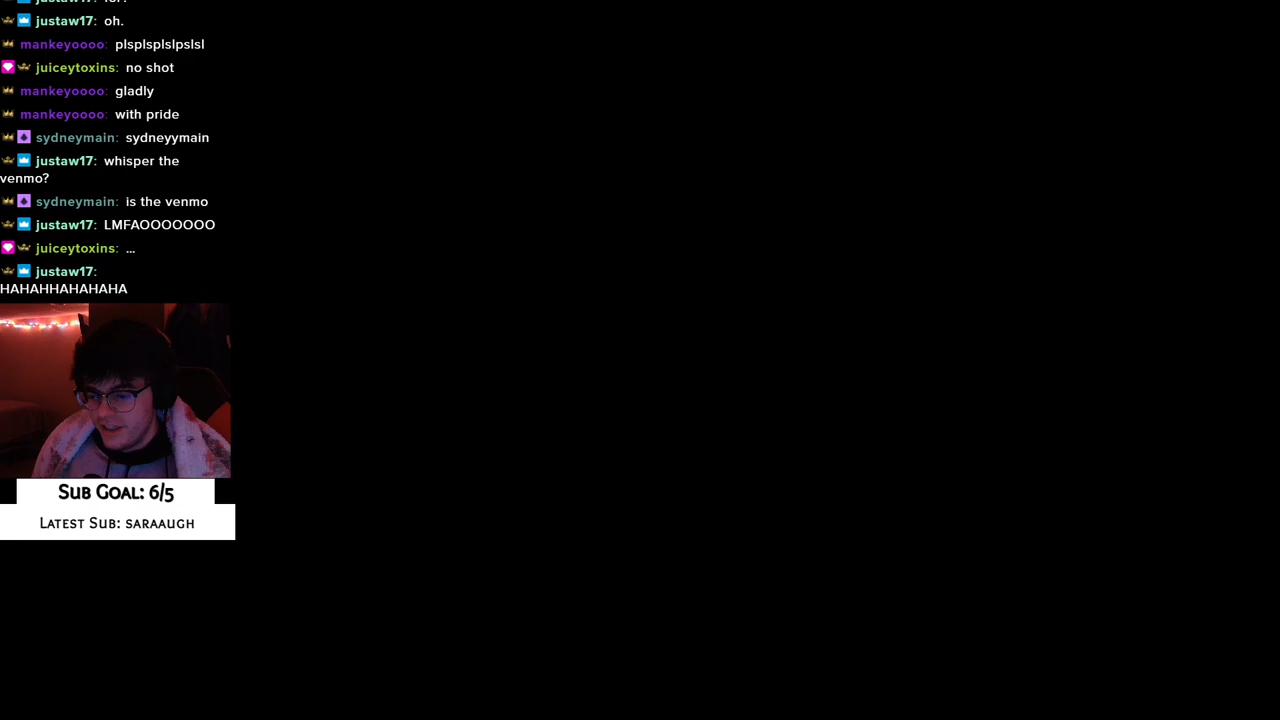 justaw17: oh.
mankeyoooo: plsplsplslpslsl
juiceytoxins: no shot
mankeyoooo: gladly
mankeyoooo: with pride
sydneymain: sydneyymain
justaw17: whisper the
venmo?
sydneymain: is the venmo
justaw17: LMFAOOOOOOO
juiceytoxins: ...
justaw17:
HAHAHHAHAHAHA
Sub Goal: 6/5
Latest Sub: saraaugh